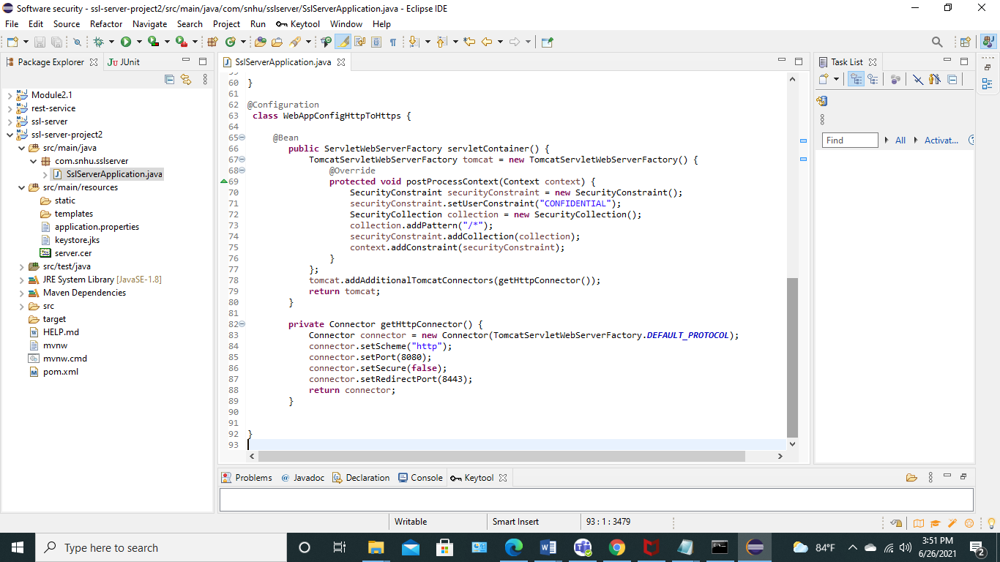 Software security - ssl-server-project2/src/main/java/com/snhu/sslserver/SslServerApplication.java - Eclipse IDE
File Edit Source Refactor Navigate Search Project Run Keytool Window Help
Package Explorer
JUnit
Module2.1
rest-service
ssl-server
ssl-server-project2
src/main/java
com.snhu.sslserver
SslServerApplication.java
src/main/resources
static
templates
application.properties
keystore.jks
server.cer
src/test/java
JRE System Library [JavaSE-1.8]
Maven Dependencies
src
target
HELP.md
mvnw
mvnw.cmd
pom.xml
SslServerApplication.java
60 }
61
62 @Configuration
63 class WebAppConfigHttpToHttps {
64
65 @Bean
66 public ServletWebServerFactory servletContainer() {
67 TomcatServletWebServerFactory tomcat = new TomcatServletWebServerFactory() {
68 @Override
69 protected void postProcessContext(Context context) {
70 SecurityConstraint securityConstraint = new SecurityConstraint();
71 securityConstraint.setUserConstraint("CONFIDENTIAL");
72 SecurityCollection collection = new SecurityCollection();
73 collection.addPattern("/*");
74 securityConstraint.addCollection(collection);
75 context.addConstraint(securityConstraint);
76 }
77 };
78 tomcat.addAdditionalTomcatConnectors(getHttpConnector());
79 return tomcat;
80 }
81
82 private Connector getHttpConnector() {
83 Connector connector = new Connector(TomcatServletWebServerFactory.DEFAULT_PROTOCOL);
84 connector.setScheme("http");
85 connector.setPort(8080);
86 connector.setSecure(false);
87 connector.setRedirectPort(8443);
88 return connector;
89 }
90
91
92 }
93
Task List
Find All Activat...
Problems Javadoc Declaration Console Keytool
Writable Smart Insert 93 : 1 : 3479
Type here to search
84°F
3:51 PM
6/26/2021
2